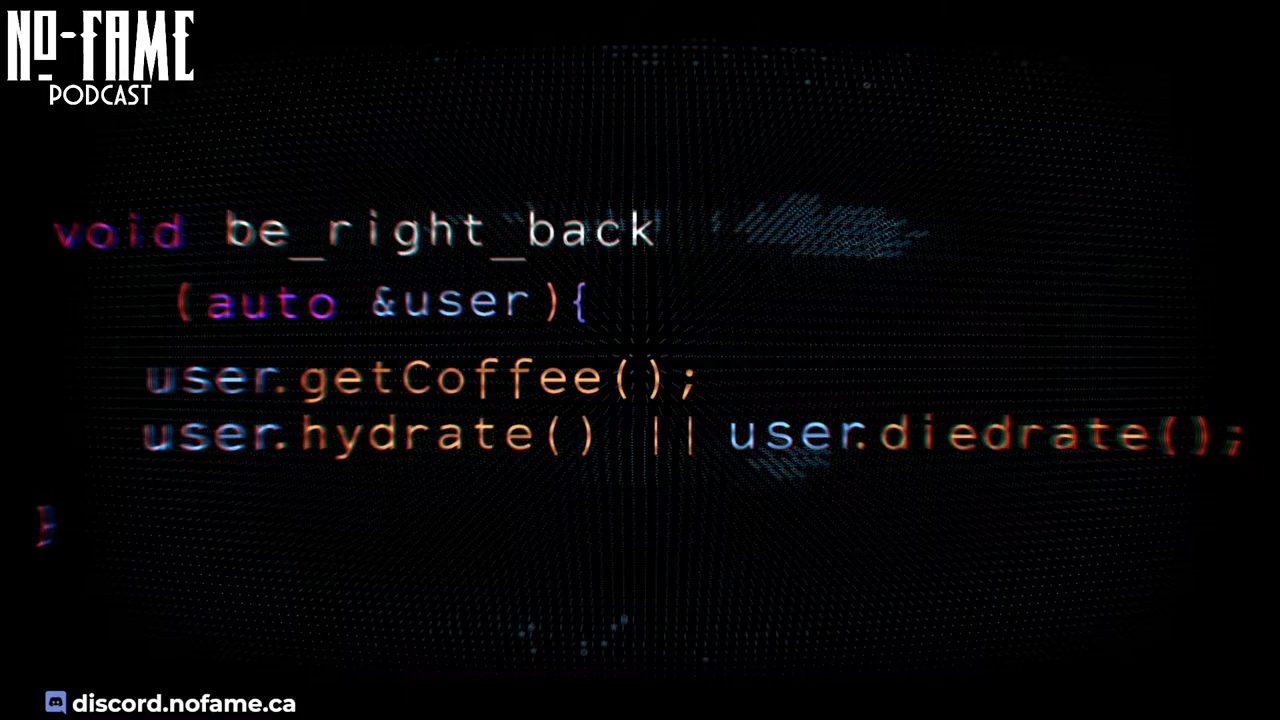 NO-FAME
PODCAST
void be_right_back
(auto &user){
user.getCoffee();
user.hydrate() || user.diedrate();
}
discord.nofame.ca